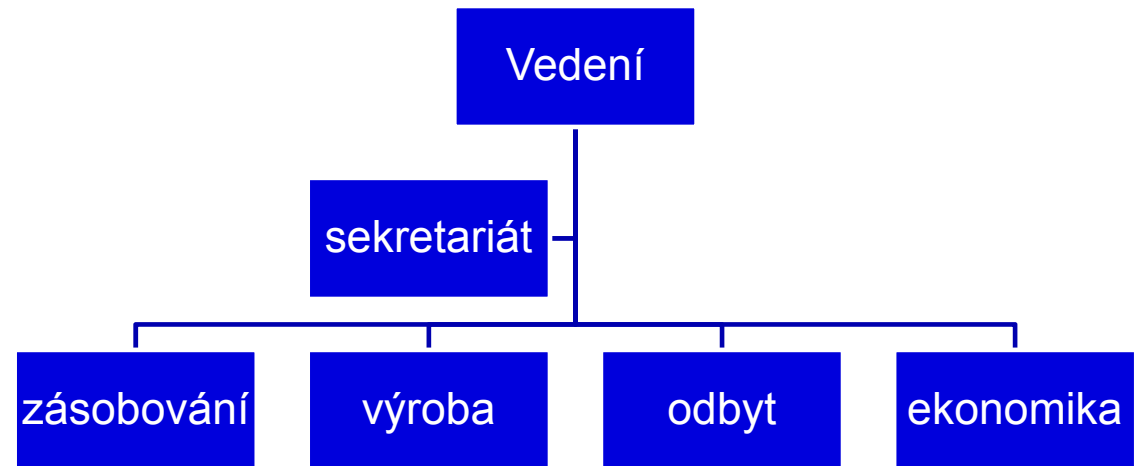 Vedení
sekretariát
zásobování
výroba
odbyt
ekonomika